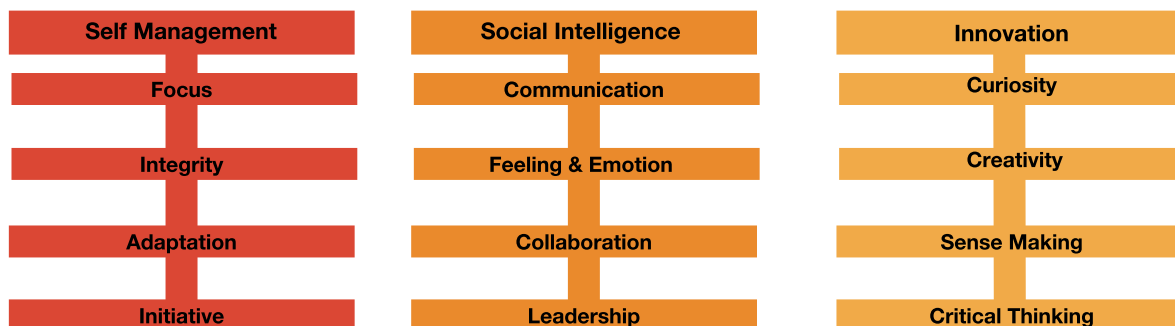 Self Management
Focus
Integrity
Adaptation
Initiative
Social Intelligence
Communication
Feeling & Emotion
Collaboration
Leadership
Innovation
Curiosity
Creativity
Sense Making
Critical Thinking